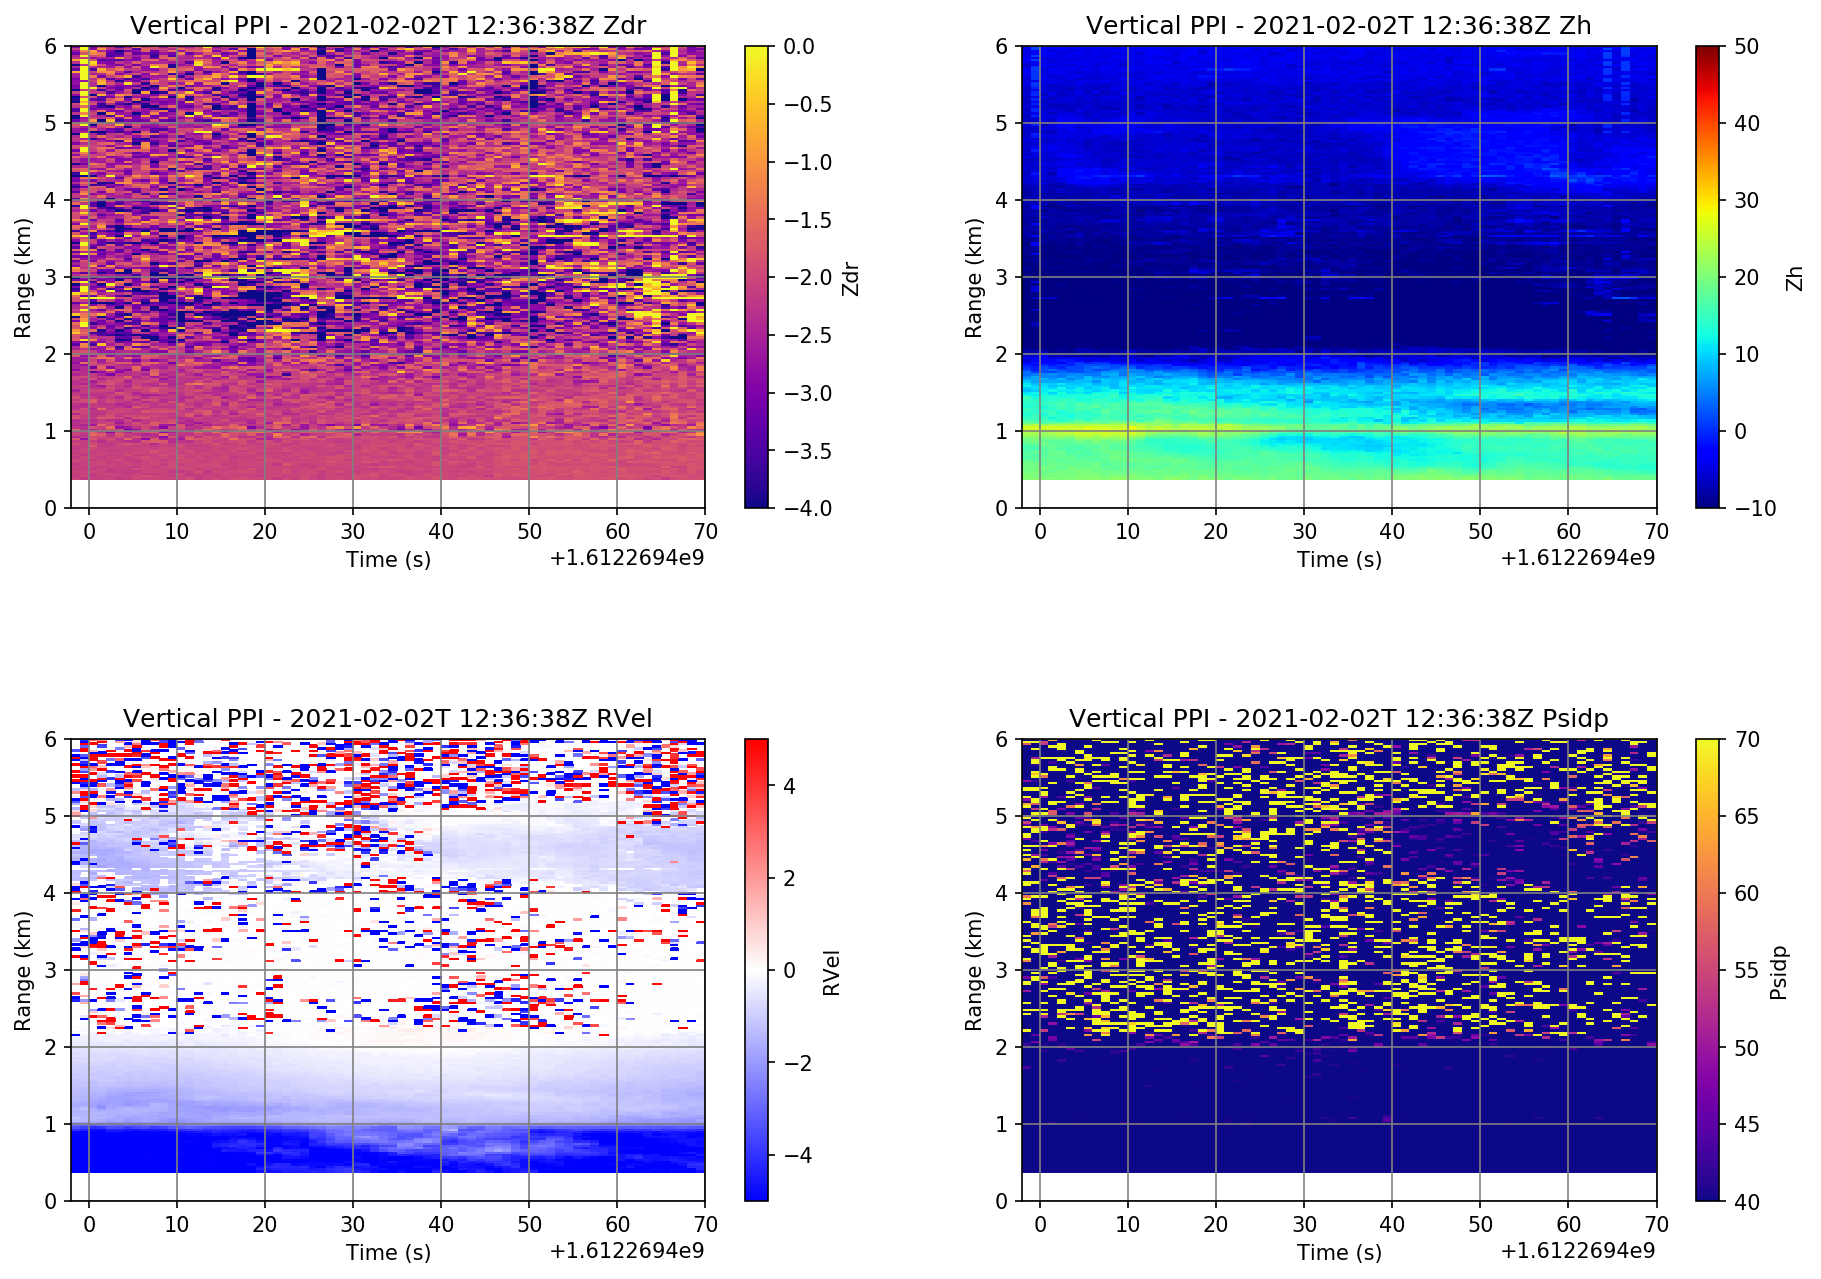 Vertical PPI - 2021-02-02T 12:36:38Z Zdr
6
5
4
3
2
1
0
Range (km)
0 10 20 30 40 50 60 70
Time (s)
+1.6122694e9
0.0
−0.5
−1.0
−1.5
−2.0
−2.5
−3.0
−3.5
−4.0
Zdr
Vertical PPI - 2021-02-02T 12:36:38Z Zh
6
5
4
3
2
1
0
Range (km)
0 10 20 30 40 50 60 70
Time (s)
+1.6122694e9
50
40
30
20
10
0
−10
Zh
Vertical PPI - 2021-02-02T 12:36:38Z RVel
6
5
4
3
2
1
0
Range (km)
0 10 20 30 40 50 60 70
Time (s)
+1.6122694e9
4
2
0
−2
−4
RVel
Vertical PPI - 2021-02-02T 12:36:38Z Psidp
6
5
4
3
2
1
0
Range (km)
0 10 20 30 40 50 60 70
Time (s)
+1.6122694e9
70
65
60
55
50
45
40
Psidp